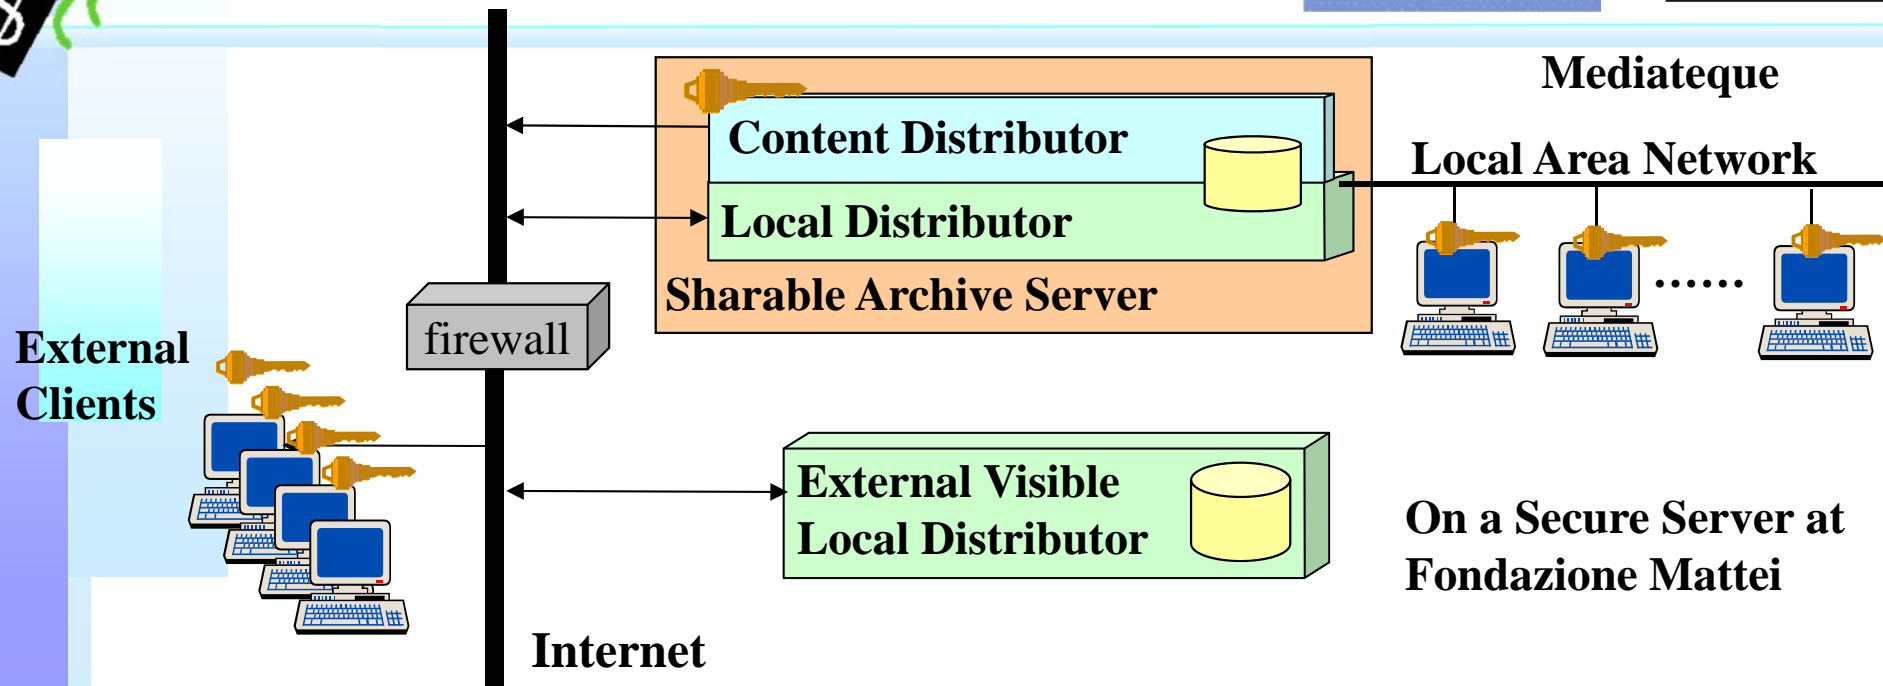 Mediateque
Content Distributor
Local Area Network
Local Distributor
Sharable Archive Server
......
firewall
External
Clients
External Visible
Local Distributor
On a Secure Server at
Fondazione Mattei
Internet